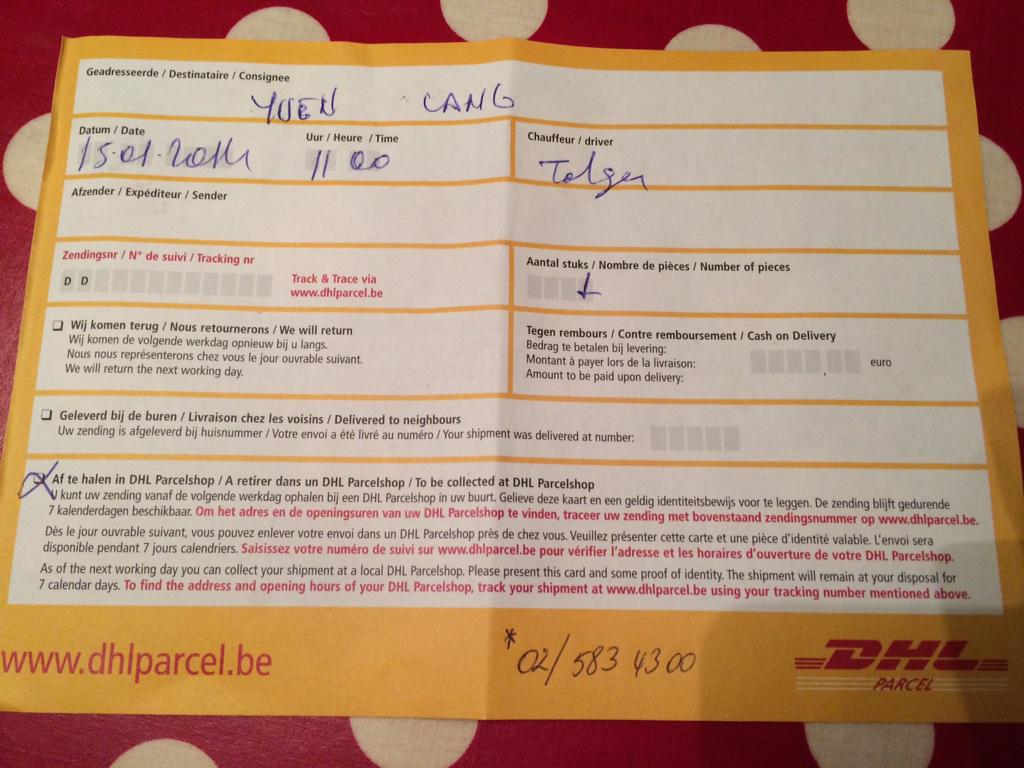 Geadresseerde / Destinataire / Consignee
YUEN CANG
Datum / Date
Uur / Heure / Time
Chauffeur / driver
15-01-2014
11 00
Tolga
Afzender / Expéditeur / Sender
Zendingsnr / N° de suivi / Tracking nr
D D
Track & Trace via
www.dhlparcel.be
Aantal stuks / Nombre de pièces / Number of pieces
1
Wij komen terug / Nous retournerons / We will return
Wij komen de volgende werkdag opnieuw bij u langs.
Nous nous représenterons chez vous le jour ouvrable suivant.
We will return the next working day.
Tegen rembours / Contre remboursement / Cash on Delivery
Bedrag te betalen bij levering:
Montant à payer lors de la livraison:
Amount to be paid upon delivery:
, euro
Geleverd bij de buren / Livraison chez les voisins / Delivered to neighbours
Uw zending is afgeleverd bij huisnummer / Votre envoi a été livré au numéro / Your shipment was delivered at number:
Af te halen in DHL Parcelshop / A retirer dans un DHL Parcelshop / To be collected at DHL Parcelshop
U kunt uw zending vanaf de volgende werkdag ophalen bij een DHL Parcelshop in uw buurt. Gelieve deze kaart en een geldig identiteitsbewijs voor te leggen. De zending blijft gedurende
7 kalenderdagen beschikbaar. Om het adres en de openingsuren van uw DHL Parcelshop te vinden, traceer uw zending met bovenstaand zendingsnummer op www.dhlparcel.be.
Dès le jour ouvrable suivant, vous pouvez enlever votre envoi dans un DHL Parcelshop près de chez vous. Veuillez présenter cette carte et une pièce d'identité valable. L'envoi sera
disponible pendant 7 jours calendriers. Saisissez votre numéro de suivi sur www.dhlparcel.be pour vérifier l'adresse et les horaires d'ouverture de votre DHL Parcelshop.
As of the next working day you can collect your shipment at a local DHL Parcelshop. Please present this card and some proof of identity. The shipment will remain at your disposal for
7 calendar days. To find the address and opening hours of your DHL Parcelshop, track your shipment at www.dhlparcel.be using your tracking number mentioned above.
www.dhlparcel.be
* 02/583 43 00
DHL
PARCEL